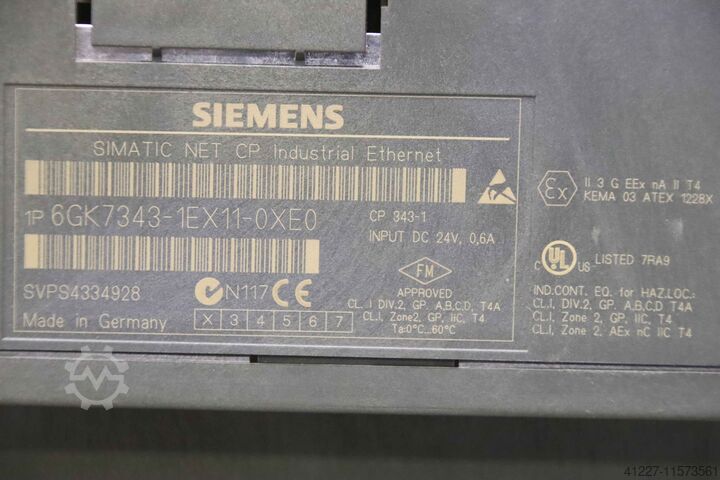 SIEMENS
SIMATIC NET CP Industrial Ethernet
1P 6GK7343-1EX11-0XE0
CP 343-1
INPUT DC 24V, 0,6A
SVPS4334928
N117 CE
Made in Germany
X 3 4 5 6 7
FM
APPROVED
CL. I DIV.2, GP. A,B,C,D, T4A
CL.I, Zone2, GP. IIC, T4
Ta:0°C...60°C
Ex
II 3 G EEx nA II T4
KEMA 03 ATEX 1228X
C UL US LISTED 7RA9
IND.CONT. EQ. for HAZ.LOC.:
CL.I, DIV.2, GP. A,B,C,D T4A
CL.I, Zone 2, GP. IIC, T4
CL.I, Zone 2, AEx nC IIC T4
41227-11573561